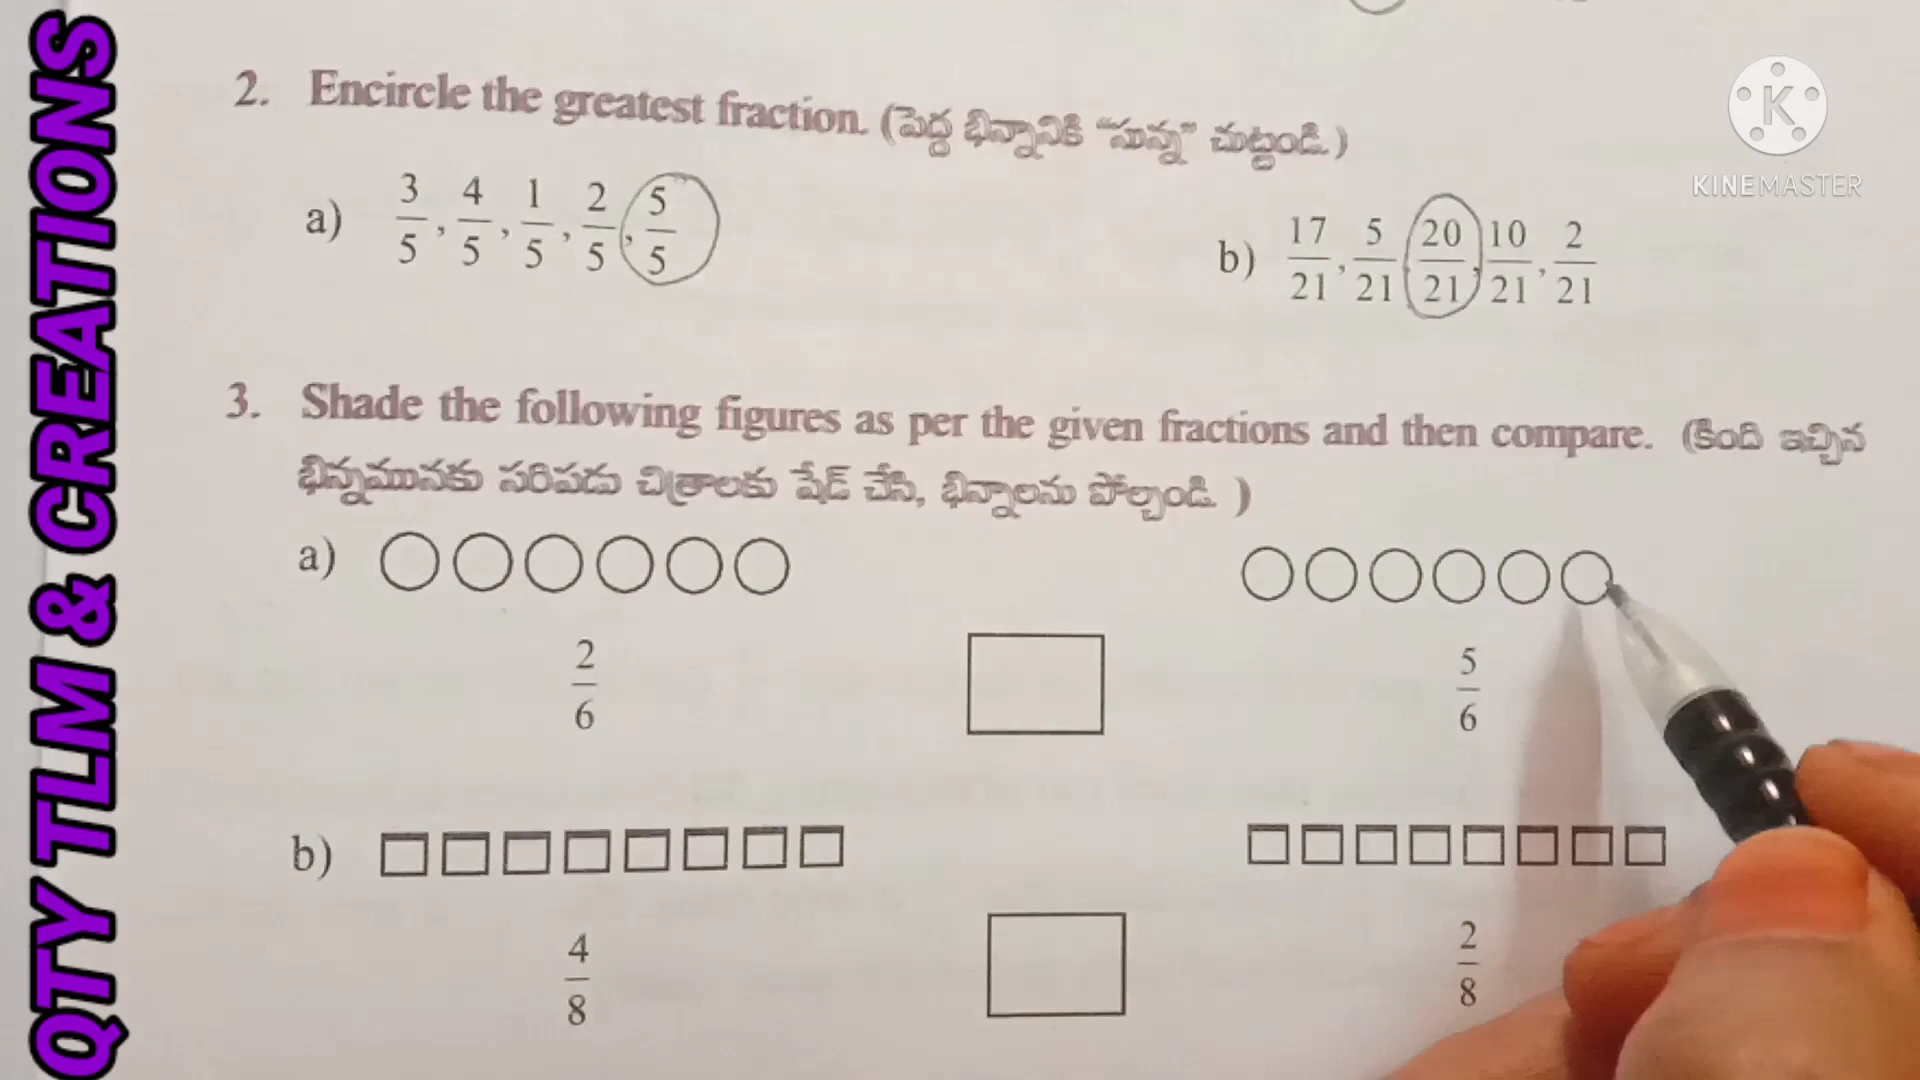 QTY TLM & CREATIONS
K
KINEMASTER
2. Encircle the greatest fraction. (పెద్ద భిన్నానికి “సున్న” చుట్టండి.)
a) 3/5, 4/5, 1/5, 2/5, 5/5
b) 17/21, 5/21, 20/21, 10/21, 2/21
3. Shade the following figures as per the given fractions and then compare. (కింది ఇచ్చిన
భిన్నమునకు సరిపడు చిత్రాలకు షేడ్ చేసి, భిన్నాలను పోల్చండి )
a)
2/6 5/6
b)
4/8 2/8